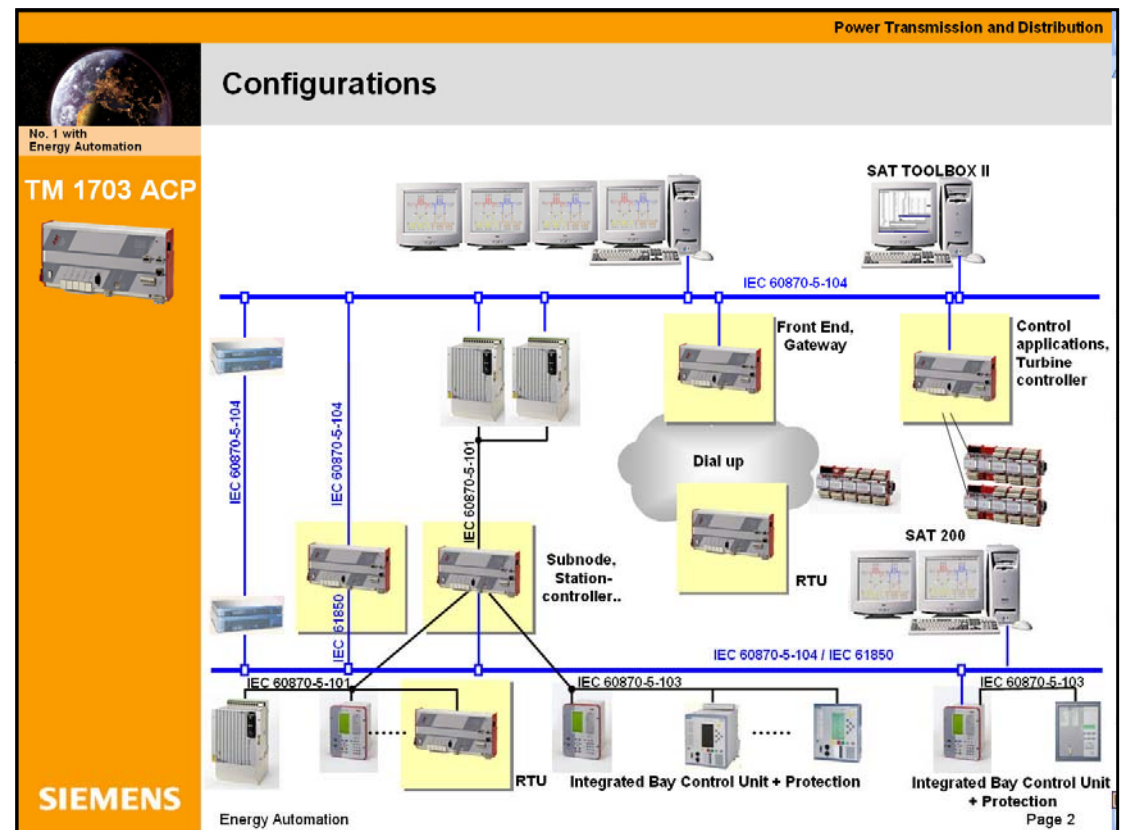 Power Transmission and Distribution
Configurations
No. 1 with
Energy Automation
TM 1703 ACP
SAT TOOLBOX II
IEC 60870-5-104
Front End,
Gateway
Control
applications,
Turbine
controller
IEC 60870-5-104
IEC 60870-5-104
IEC 60870-5-101
Dial up
SAT 200
Subnode,
Station-
controller..
RTU
IEC 61850
IEC 60870-5-104 / IEC 61850
IEC 60870-5-101
IEC 60870-5-103
IEC 60870-5-103
......
......
RTU
Integrated Bay Control Unit + Protection
Integrated Bay Control Unit
+ Protection
SIEMENS
Energy Automation
Page 2